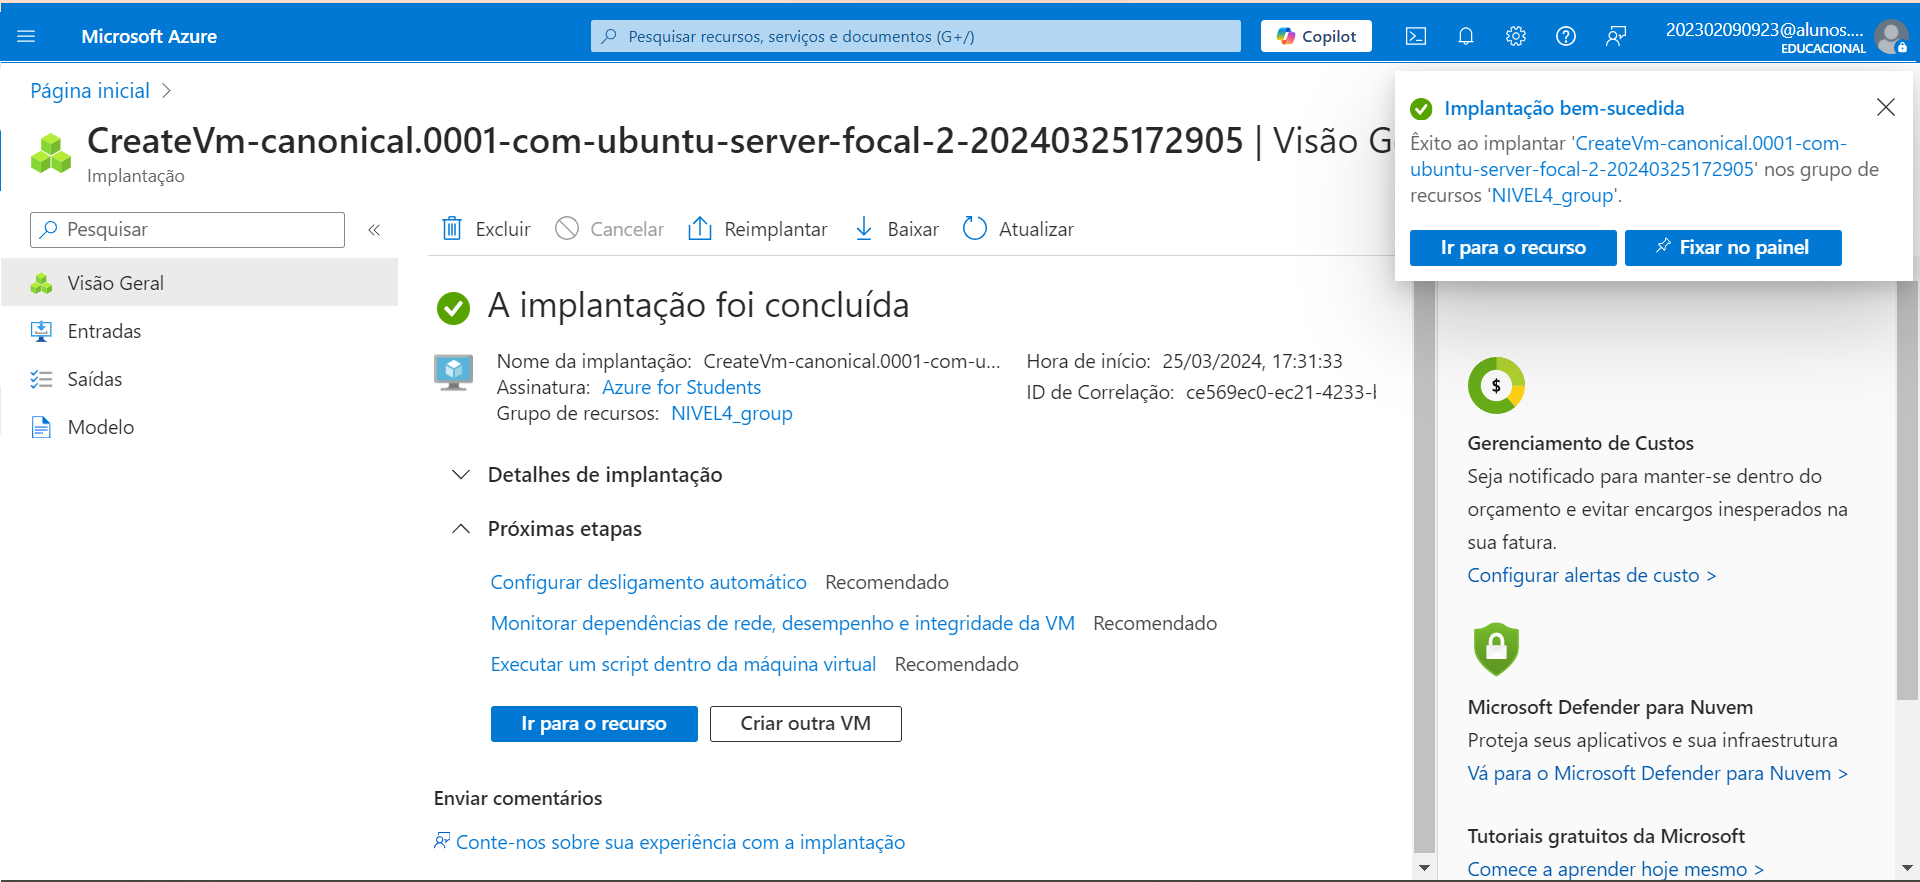 Microsoft Azure
Pesquisar recursos, serviços e documentos (G+/)
Copilot
202302090923@alunos....
EDUCACIONAL
Página inicial
CreateVm-canonical.0001-com-ubuntu-server-focal-2-20240325172905 | Visão G
Implantação
Implantação bem-sucedida
Êxito ao implantar 'CreateVm-canonical.0001-com-
ubuntu-server-focal-2-20240325172905' nos grupo de
recursos 'NIVEL4_group'.
Ir para o recurso
Fixar no painel
Pesquisar
Visão Geral
Entradas
Saídas
Modelo
Excluir
Cancelar
Reimplantar
Baixar
Atualizar
A implantação foi concluída
Nome da implantação: CreateVm-canonical.0001-com-u...
Assinatura: Azure for Students
Grupo de recursos: NIVEL4_group
Hora de início: 25/03/2024, 17:31:33
ID de Correlação: ce569ec0-ec21-4233-
Detalhes de implantação
Próximas etapas
Configurar desligamento automático Recomendado
Monitorar dependências de rede, desempenho e integridade da VM Recomendado
Executar um script dentro da máquina virtual Recomendado
Ir para o recurso
Criar outra VM
Enviar comentários
Conte-nos sobre sua experiência com a implantação
$
Gerenciamento de Custos
Seja notificado para manter-se dentro do
orçamento e evitar encargos inesperados na
sua fatura.
Configurar alertas de custo >
Microsoft Defender para Nuvem
Proteja seus aplicativos e sua infraestrutura
Vá para o Microsoft Defender para Nuvem >
Tutoriais gratuitos da Microsoft
Comece a aprender hoje mesmo >